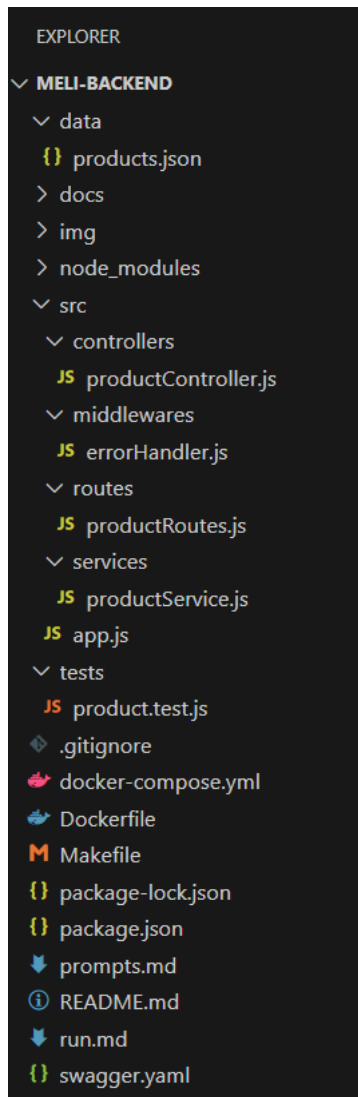 EXPLORER
MELI-BACKEND
data
{} products.json
docs
img
node_modules
src
controllers
JS productController.js
middlewares
JS errorHandler.js
routes
JS productRoutes.js
services
JS productService.js
JS app.js
tests
JS product.test.js
.gitignore
docker-compose.yml
Dockerfile
M Makefile
{} package-lock.json
{} package.json
prompts.md
README.md
run.md
{} swagger.yaml